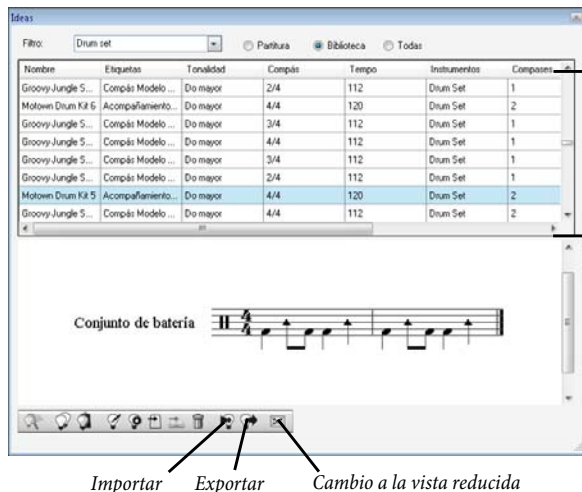 Ideas
Filtro: Drum set Partitura Biblioteca Todas
Nombre Etiquetas Tonalidad Compás Tempo Instrumentos Compases
Groovy-Jungle S... Compás Modelo ... Do mayor 2/4 112 Drum Set 1
Motown Drum Kit 6 Acompañamiento... Do mayor 4/4 120 Drum Set 2
Groovy-Jungle S... Compás Modelo ... Do mayor 3/4 112 Drum Set 1
Groovy-Jungle S... Compás Modelo ... Do mayor 4/4 112 Drum Set 1
Groovy-Jungle S... Compás Modelo ... Do mayor 3/4 112 Drum Set 1
Groovy-Jungle S... Compás Modelo ... Do mayor 2/4 112 Drum Set 1
Motown Drum Kit 5 Acompañamiento... Do mayor 4/4 120 Drum Set 2
Groovy-Jungle S... Compás Modelo ... Do mayor 4/4 112 Drum Set 2
Conjunto de batería 4/4
Importar Exportar Cambio a la vista reducida